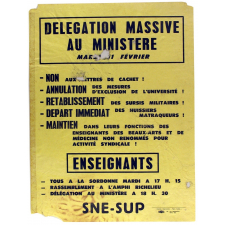 DELEGATION MASSIVE
AU MINISTERE
FÉVRIER
- NON AUX LETTRES DE CACHET !
- ANNULATION DES MESURES D'EXCLUSION DE L'UNIVERSITÉ !
- RETABLISSEMENT DES SURSIS MILITAIRES !
- DEPART IMMEDIAT DES HUISSIERS MATRAQUEURS !
- MAINTIEN DANS LEURS FONCTIONS DES
ENSEIGNANTS DES BEAUX-ARTS ET DE
MÉDECINE NON RENOMMÉS POUR
ACTIVITÉ SYNDICALE !
ENSEIGNANTS
- TOUS A LA SORBONNE MARDI A 17 H. 15
- RASSEMBLEMENT A L'AMPHI RICHELIEU
- DÉLÉGATION AU MINISTÈRE A 18 H. 30
SNE-SUP